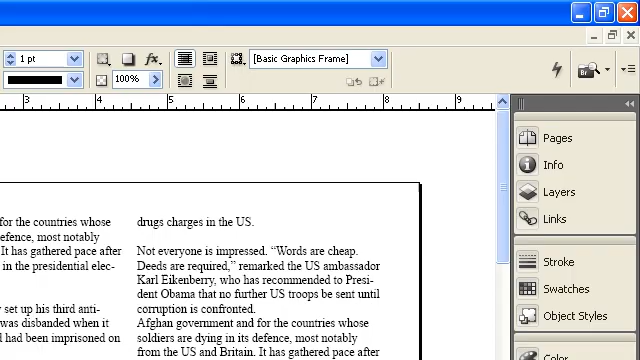 1 pt
fx.
[Basic Graphics Frame]
100%
Br
3 4 5 6 7 8 9
Pages
Info
Layers
Links
Stroke
Swatches
Object Styles
Color
for the countries whose
defence, most notably
It has gathered pace after
in the presidential elec-
set up his third anti-
was disbanded when it
had been imprisoned on
drugs charges in the US.
Not everyone is impressed. “Words are cheap.
Deeds are required,” remarked the US ambassador
Karl Eikenberry, who has recommended to Presi-
dent Obama that no further US troops be sent until
corruption is confronted.
Afghan government and for the countries whose
soldiers are dying in its defence, most notably
from the US and Britain. It has gathered pace after